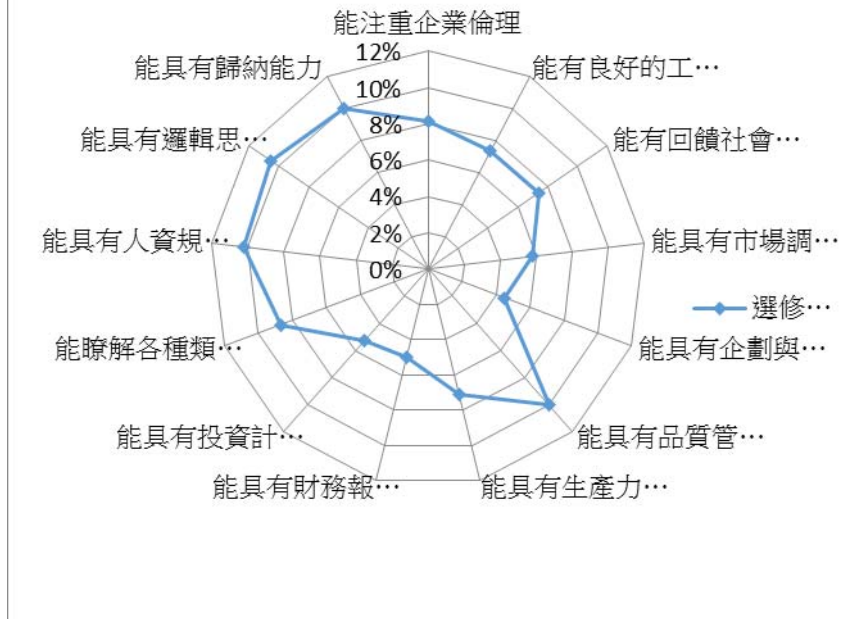 能注重企業倫理
12%
10%
8%
6%
4%
2%
0%
能有良好的工…
能有回饋社會…
能具有市場調…
能具有企劃與…
能具有品質管…
能具有生產力…
能具有財務報…
能具有投資計…
能瞭解各種類…
能具有人資規…
能具有邏輯思…
能具有歸納能力
選修…